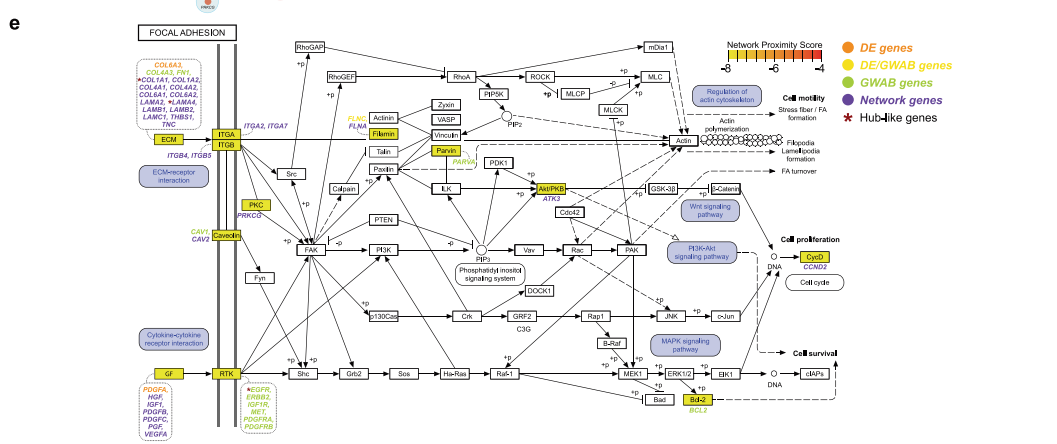 PRKCG
e
FOCAL ADHESION
COL6A3,
COL4A3, FN1,
*COL1A1, COL1A2,
COL4A1, COL4A2,
COL6A1, COL6A2,
LAMA2, *LAMA4,
LAMB1, LAMB2,
LAMC1, THBS1,
TNC
ECM
ITGA
ITGB
ITGA2, ITGA7
ITGB4, ITGB5
ECM-receptor
interaction
PKC
PRKCG
CAV1,
CAV2
Caveolin
Fyn
Cytokine-cytokine
receptor interaction
GF
RTK
PDGFA,
HGF,
IGF1,
PDGFB,
PDGFC,
PGF,
VEGFA
*EGFR,
ERBB2,
IGF1R,
MET,
PDGFRA,
PDGFRB
RhoGAP
+p
RhoGEF
+p
RhoA
ROCK
+p
+p
MLCP
+p
MLC
mDia1
PIP5K
PIP2
MLCK
+p
Zyxin
VASP
Vinculin
FLNC,
FLNA
Actinin
Filamin
Talin
Paxilin
Parvin
PARVA
ILK
Src
+p
Calpain
+p
+p
PTEN
-p
-p
+p
FAK
PI3K
PIP3
PDK1
+p
+p
Akt/PKB
ATK3
Phosphatidyl inositol
signaling system
Vav
Rac
PAK
Cdc42
Actin
GSK-3β
β-Catenin
DOCK1
+p
p130Cas
Crk
GRF2
C3G
Rap1
B-Raf
+p
+p
JNK
+p
c-Jun
+p
+p
Shc
Grb2
Sos
Ha-Ras
+p
Raf-1
+p
+p
MEK1
+p
ERK1/2
+p
ElK1
DNA
cIAPs
+p
Bad
+p
Bcl-2
BCL2
Network Proximity Score
-8
-6
-4
DE genes
DE/GWAB genes
GWAB genes
Network genes
* Hub-like genes
Regulation of
actin cytoskeleton
Actin
polymerization
Cell motility
Stress fiber / FA
formation
Filopodia
Lamellipodia
formation
FA turnover
Wnt signaling
pathway
PI3K-Akt
signaling pathway
MAPK signaling
pathway
Cell proliferation
DNA
CycD
CCND2
Cell cycle
Cell survival